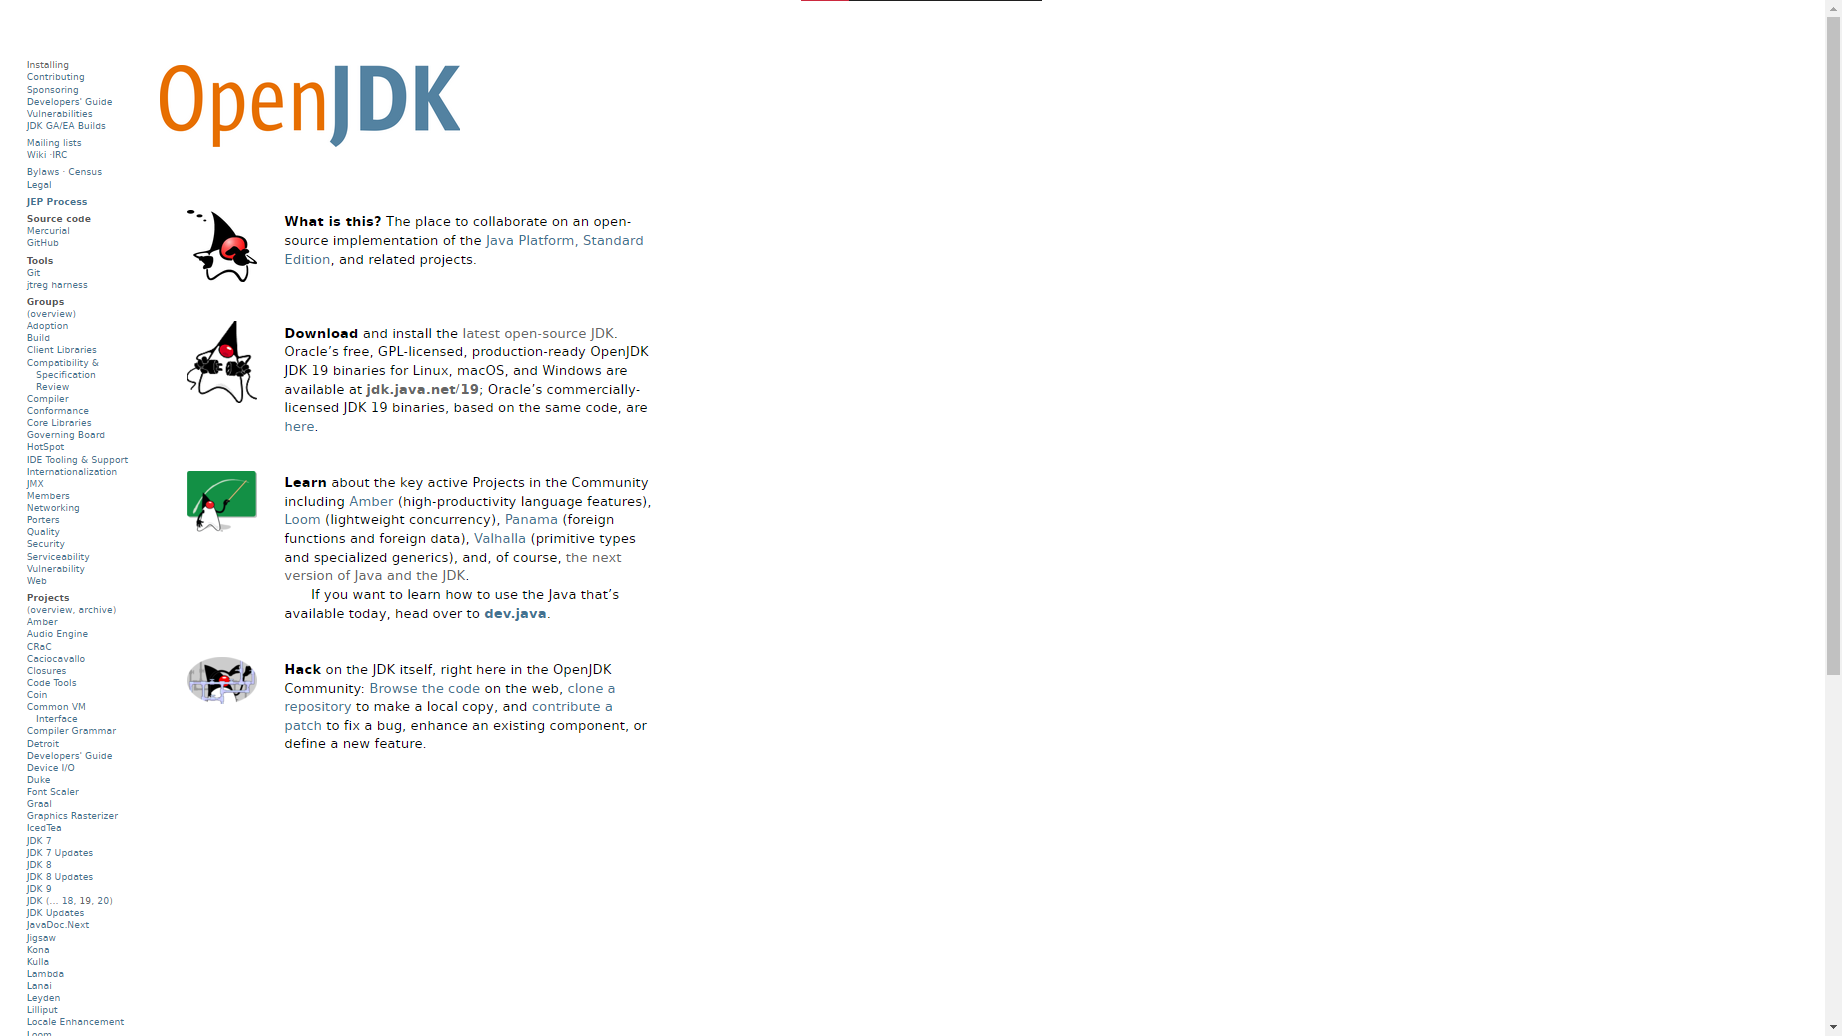 Installing
Contributing
Sponsoring
Developers' Guide
Vulnerabilities
JDK GA/EA Builds
Mailing lists
Wiki ·IRC
Bylaws · Census
Legal
JEP Process
Source code
Mercurial
GitHub
Tools
Git
jtreg harness
Groups
(overview)
Adoption
Build
Client Libraries
Compatibility &
Specification
Review
Compiler
Conformance
Core Libraries
Governing Board
HotSpot
IDE Tooling & Support
Internationalization
JMX
Members
Networking
Porters
Quality
Security
Serviceability
Vulnerability
Web
Projects
(overview, archive)
Amber
Audio Engine
CRaC
Caciocavallo
Closures
Code Tools
Coin
Common VM
Interface
Compiler Grammar
Detroit
Developers' Guide
Device I/O
Duke
Font Scaler
Graal
Graphics Rasterizer
IcedTea
JDK 7
JDK 7 Updates
JDK 8
JDK 8 Updates
JDK 9
JDK (… 18, 19, 20)
JDK Updates
JavaDoc.Next
Jigsaw
Kona
Kulla
Lambda
Lanai
Leyden
Lilliput
Locale Enhancement
Loom
OpenJDK
What is this? The place to collaborate on an open-
source implementation of the Java Platform, Standard
Edition, and related projects.
Download and install the latest open-source JDK.
Oracle’s free, GPL-licensed, production-ready OpenJDK
JDK 19 binaries for Linux, macOS, and Windows are
available at jdk.java.net/19; Oracle’s commercially-
licensed JDK 19 binaries, based on the same code, are
here.
Learn about the key active Projects in the Community
including Amber (high-productivity language features),
Loom (lightweight concurrency), Panama (foreign
functions and foreign data), Valhalla (primitive types
and specialized generics), and, of course, the next
version of Java and the JDK.
If you want to learn how to use the Java that’s
available today, head over to dev.java.
Hack on the JDK itself, right here in the OpenJDK
Community: Browse the code on the web, clone a
repository to make a local copy, and contribute a
patch to fix a bug, enhance an existing component, or
define a new feature.